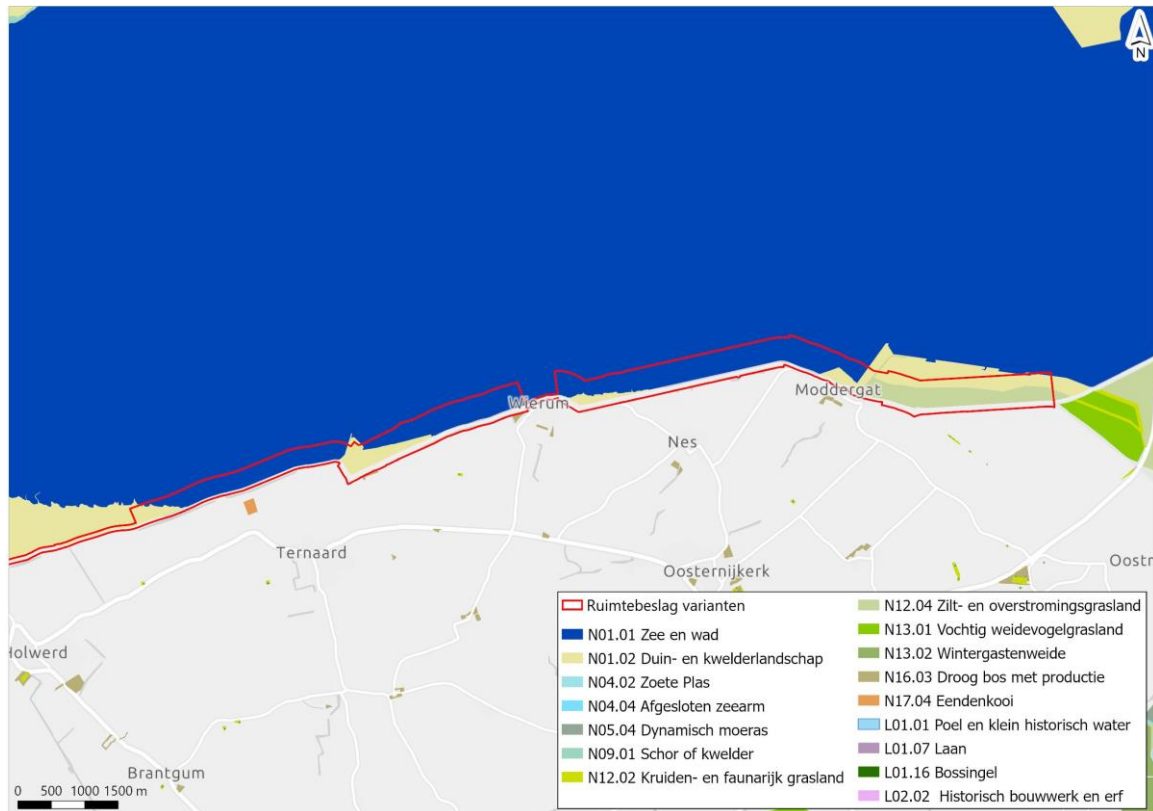 N
Wierum
Moddergat
Nes
Ternaard
Oosternijkerk
Holwerd
Brantgum
Ruimtebeslag varianten
N01.01 Zee en wad
N01.02 Duin- en kwelderlandschap
N04.02 Zoete Plas
N04.04 Afgesloten zeearm
N05.04 Dynamisch moeras
N09.01 Schor of kwelder
N12.02 Kruiden- en faunarijk grasland
N12.04 Zilt- en overstromingsgrasland
N13.01 Vochtig weidevogelgrasland
N13.02 Wintergastenweide
N16.03 Droog bos met productie
N17.04 Eendenkooi
L01.01 Poel en klein historisch water
L01.07 Laan
L01.16 Bossingel
L02.02 Historisch bouwwerk en erf
0 500 1000 1500 m